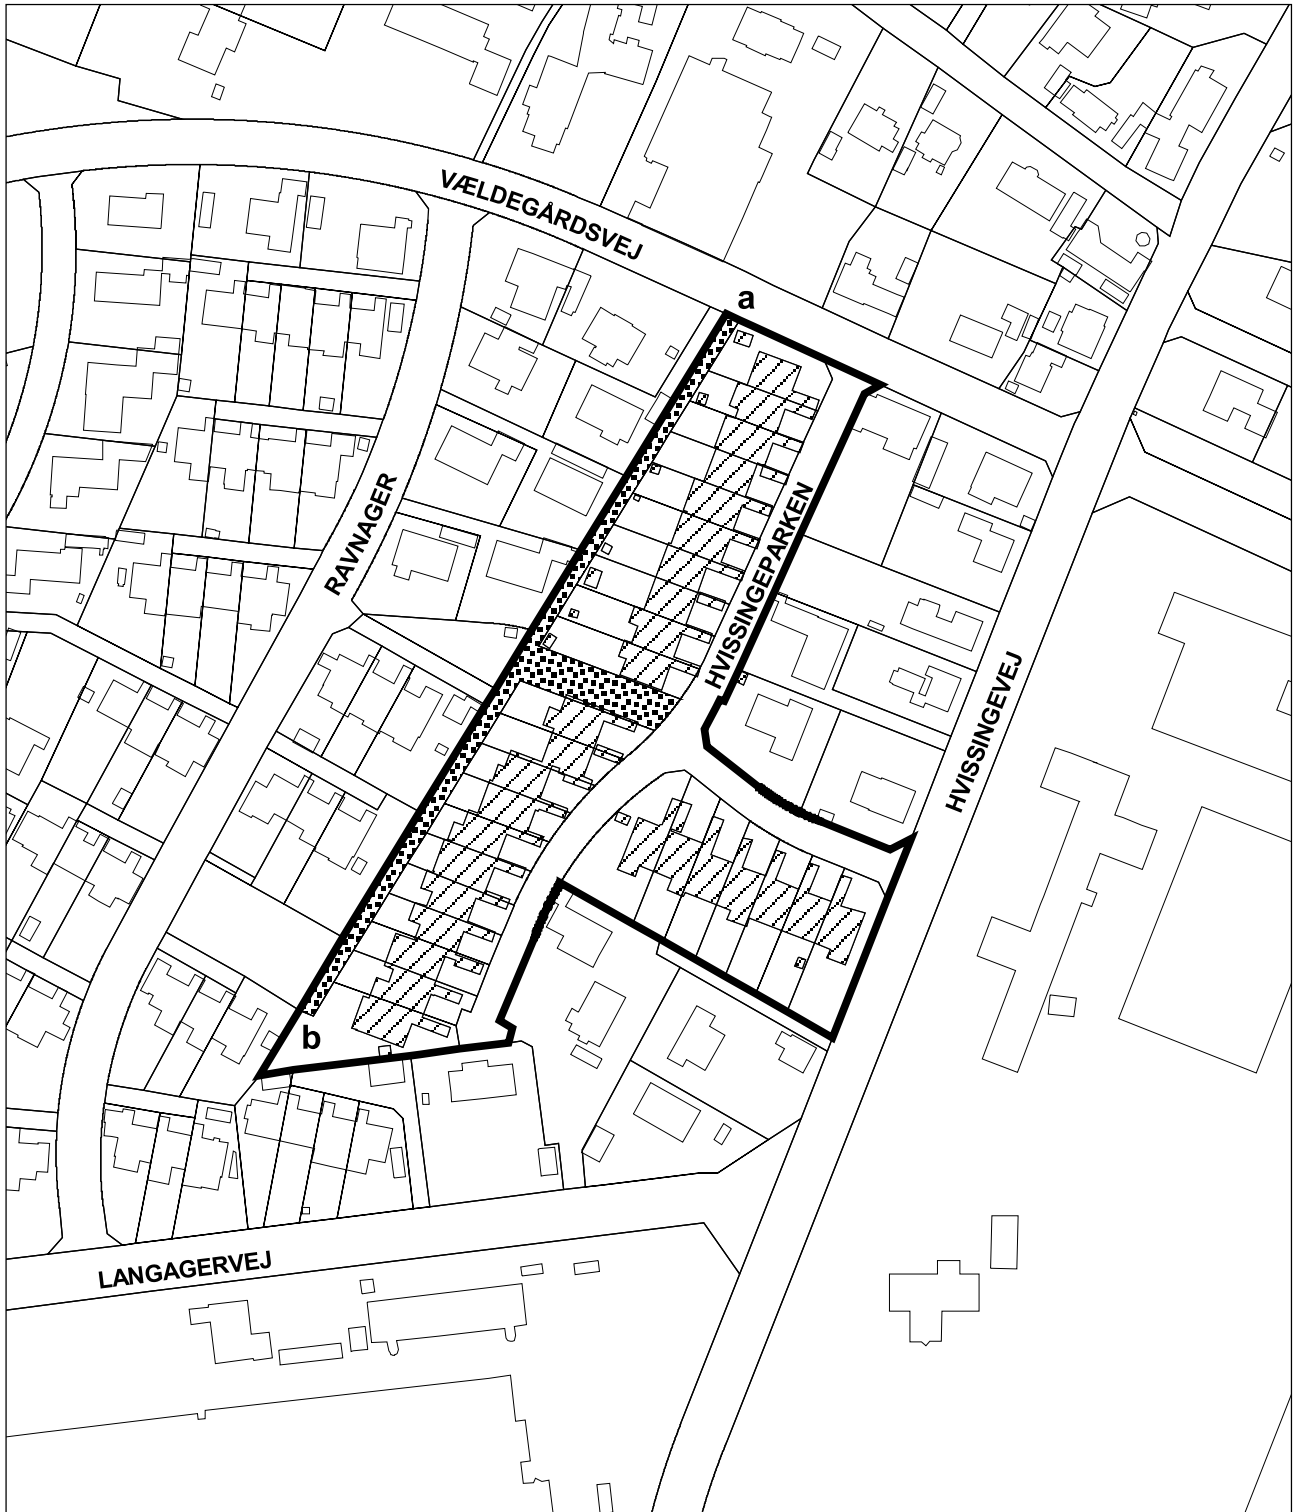 VÆLDEGÅRDSVEJ
a
RAVNAGER
HVISSINGEPARKEN
HVISSINGEVEJ
b
LANGAGERVEJ